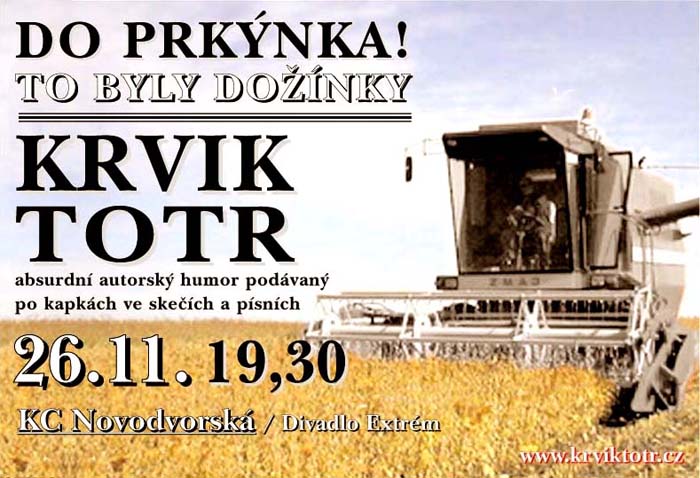 DO PRKÝNKA!
TO BYLY DOŽÍNKY
KRVIK
TOTR
absurdní autorský humor podávaný
po kapkách ve skečích a písních
26.11. 19,30
KC Novodvorská / Divadlo Extrém
ZMAJ
www.krviktotr.cz